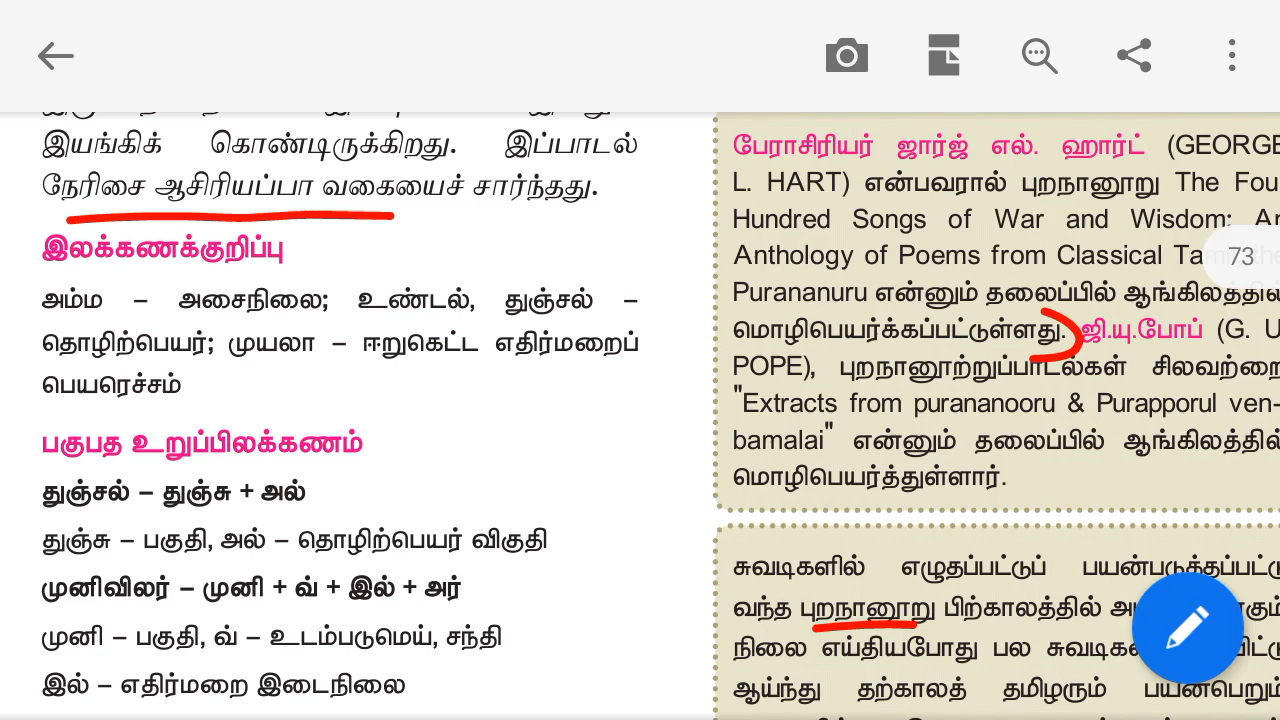 இயங்கிக் கொண்டிருக்கிறது. இப்பாடல்
நேரிசை ஆசிரியப்பா வகையைச் சார்ந்தது.
இலக்கணக்குறிப்பு
அம்ம – அசைநிலை; உண்டல், துஞ்சல் –
தொழிற்பெயர்; முயலா – ஈறுகெட்ட எதிர்மறைப்
பெயரெச்சம்
பகுபத உறுப்பிலக்கணம்
துஞ்சல் – துஞ்சு + அல்
துஞ்சு – பகுதி, அல் – தொழிற்பெயர் விகுதி
முனிவிலர் – முனி + வ் + இல் + அர்
முனி – பகுதி, வ் – உடம்படுமெய், சந்தி
இல் – எதிர்மறை இடைநிலை
பேராசிரியர் ஜார்ஜ் எல். ஹார்ட் (GEORGE
L. HART) என்பவரால் புறநானூறு The Fou
Hundred Songs of War and Wisdom: An
Anthology of Poems from Classical Tam the
Purananuru என்னும் தலைப்பில் ஆங்கிலத்தில்
மொழிபெயர்க்கப்பட்டுள்ளது. ஜி.யு.போப் (G. U
POPE), புறநானூற்றுப்பாடல்கள் சிலவற்றை
"Extracts from purananooru & Purapporul ven-
bamalai" என்னும் தலைப்பில் ஆங்கிலத்தில்
மொழிபெயர்த்துள்ளார்.
சுவடிகளில் எழுதப்பட்டுப் பயன்படுத்தப்பட்டு
வந்த புறநானூறு பிற்காலத்தில்
நிலை எய்தியபோது பல
ஆய்ந்து தற்காலத் தமிழரும் பயன்பெறும்
73